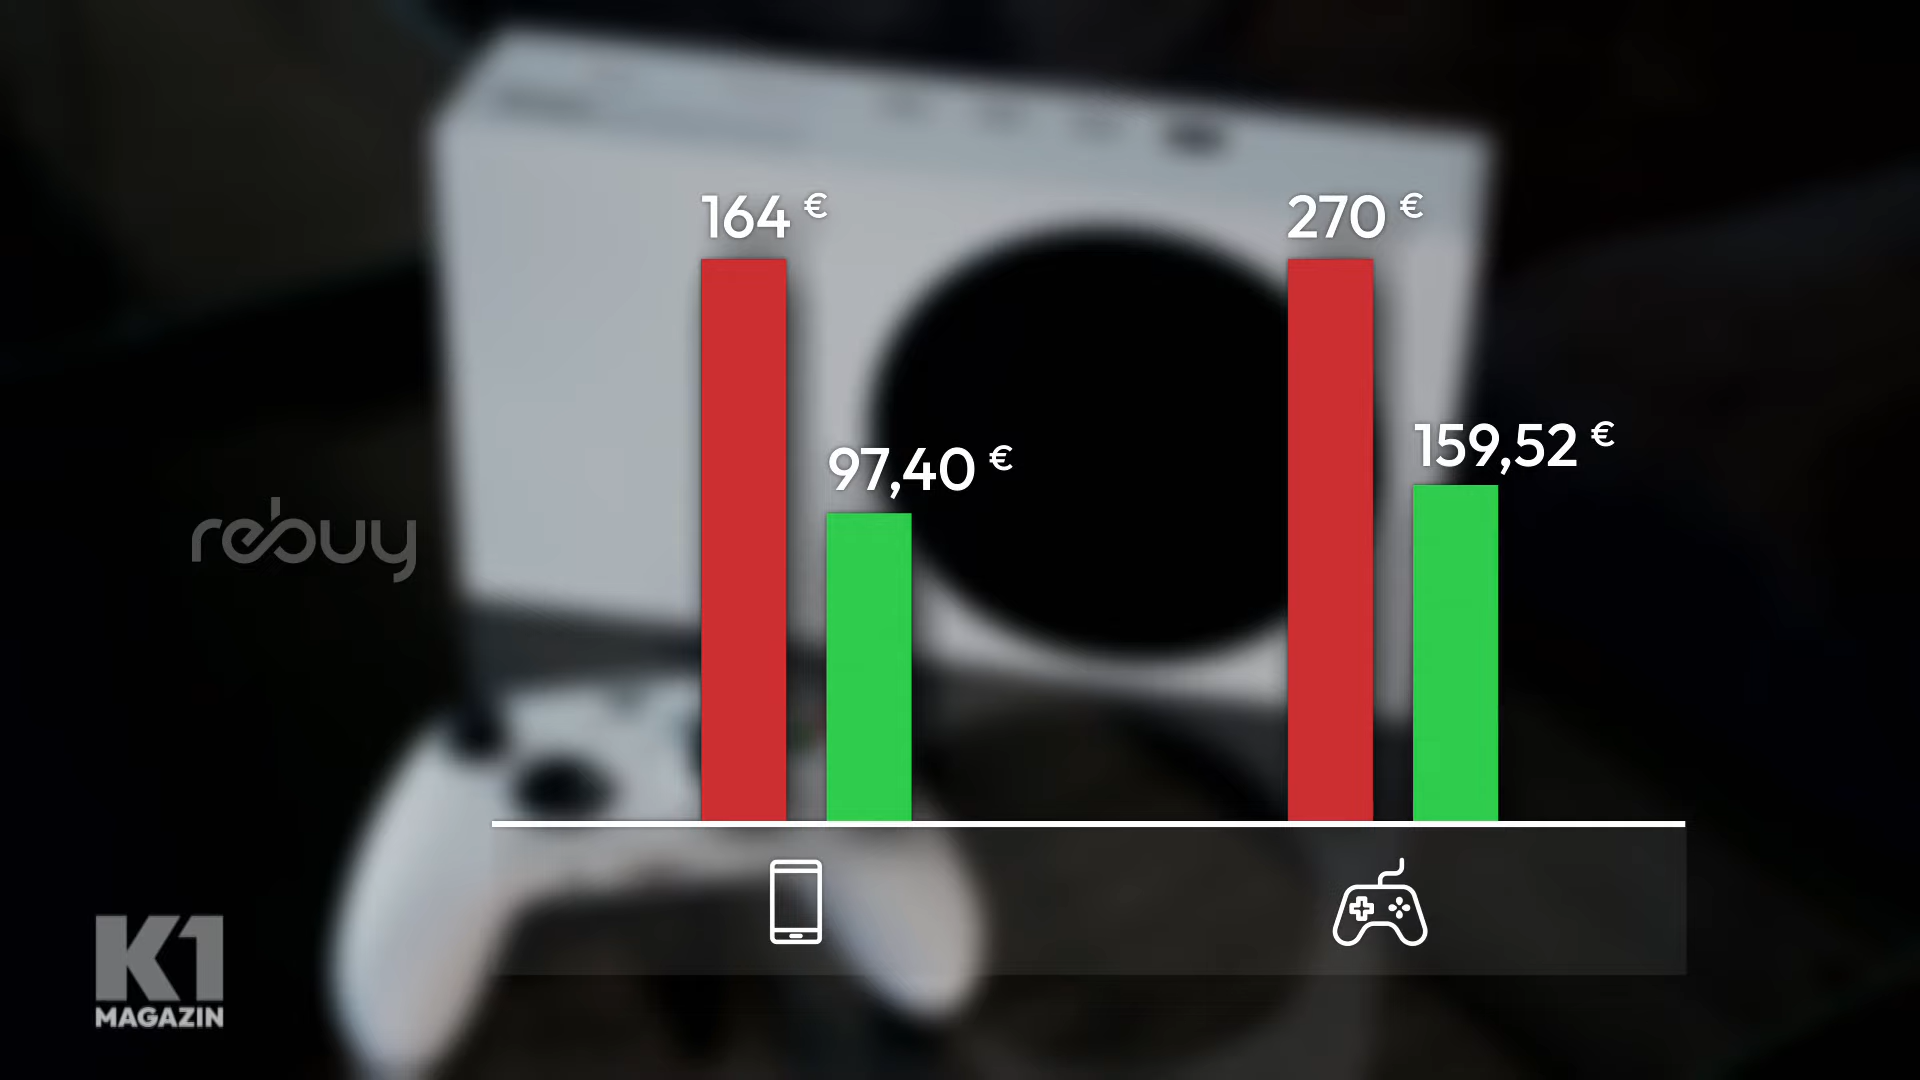 164 €
270 €
97,40 €
159,52 €
rebuy
K1
MAGAZIN